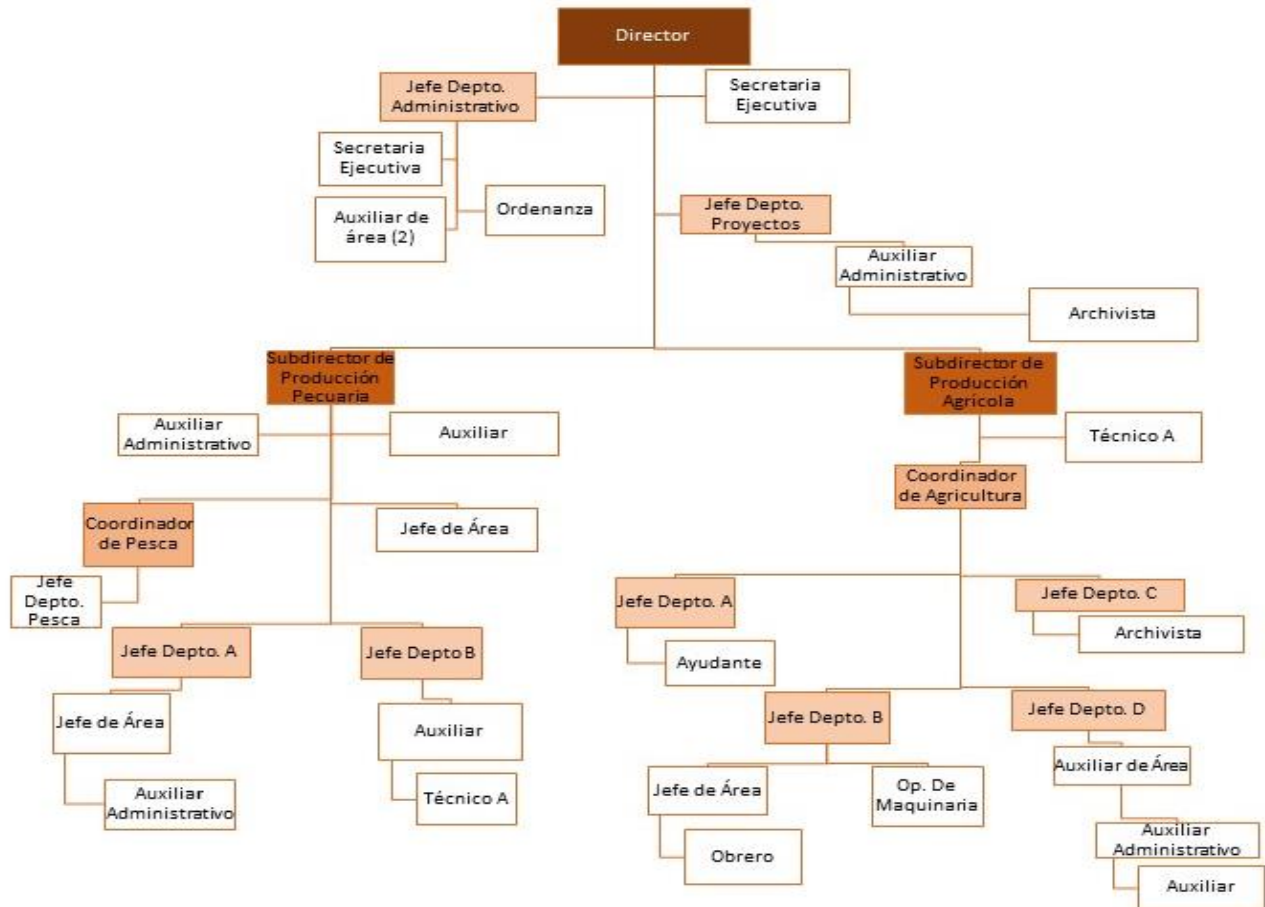 Director
Jefe Depto.
Administrativo
Secretaria
Ejecutiva
Secretaria
Ejecutiva
Auxiliar de
área (2)
Ordenanza
Jefe Depto.
Proyectos
Auxiliar
Administrativo
Archivista
Subdirector de
Producción
Pecuaria
Subdirector de
Producción
Agrícola
Auxiliar
Administrativo
Auxiliar
Técnico A
Coordinador
de Agricultura
Coordinador
de Pesca
Jefe de Área
Jefe
Depto.
Pesca
Jefe Depto. A
Jefe Depto. C
Archivista
Ayudante
Jefe Depto. A
Jefe Depto B
Jefe Depto. B
Jefe Depto. D
Jefe de Área
Auxiliar
Auxiliar de Área
Jefe de Área
Op. De
Maquinaria
Auxiliar
Administrativo
Técnico A
Obrero
Auxiliar
Administrativo
Auxiliar